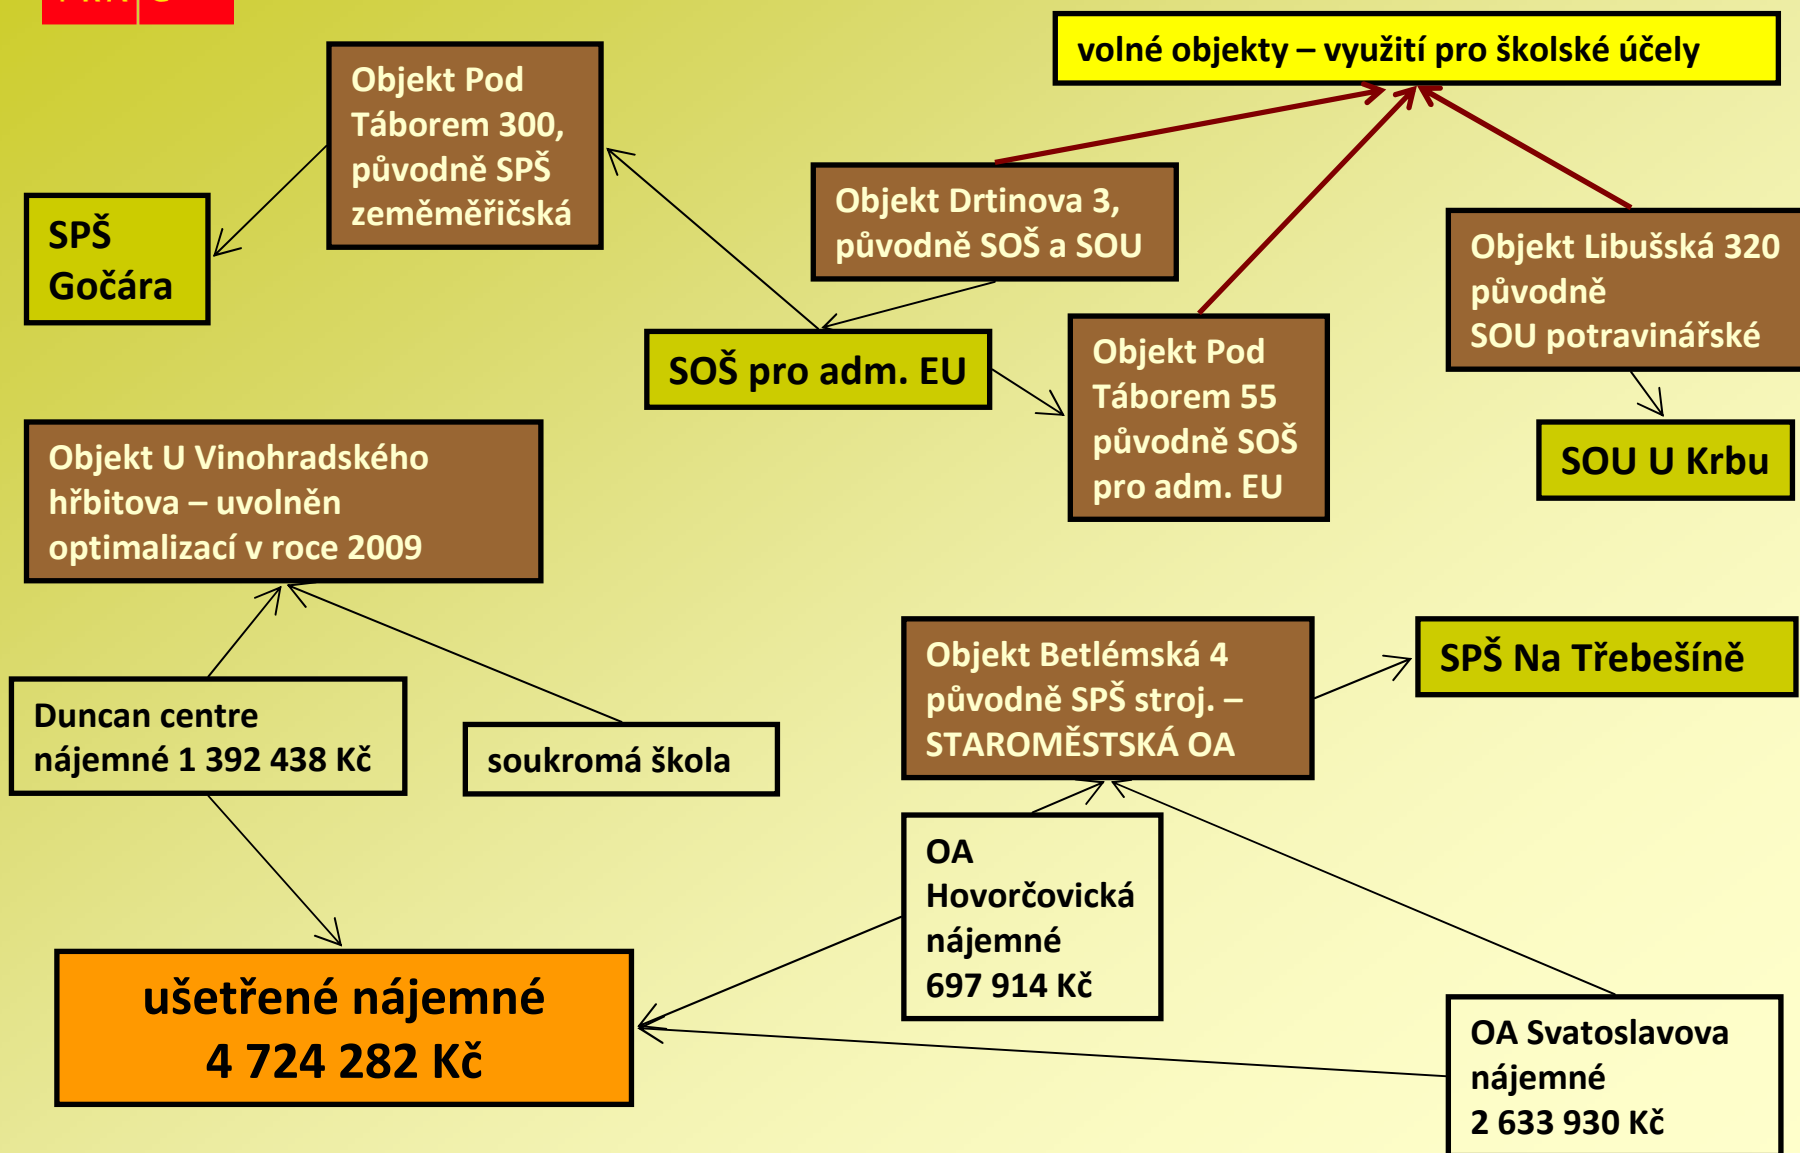 volné objekty – využití pro školské účely
Objekt Pod
Táborem 300,
původně SPŠ
zeměměřičská
SPŠ
Gočára
Objekt Drtinova 3,
původně SOŠ a SOU
Objekt Libušská 320
původně
SOU potravinářské
SOŠ pro adm. EU
Objekt Pod
Táborem 55
původně SOŠ
pro adm. EU
SOU U Krbu
Objekt U Vinohradského
hřbitova – uvolněn
optimalizací v roce 2009
Objekt Betlémská 4
původně SPŠ stroj. –
STAROMĚSTSKÁ OA
SPŠ Na Třebešíně
Duncan centre
nájemné 1 392 438 Kč
soukromá škola
OA
Hovorčovická
nájemné
697 914 Kč
ušetřené nájemné
4 724 282 Kč
OA Svatoslavova
nájemné
2 633 930 Kč